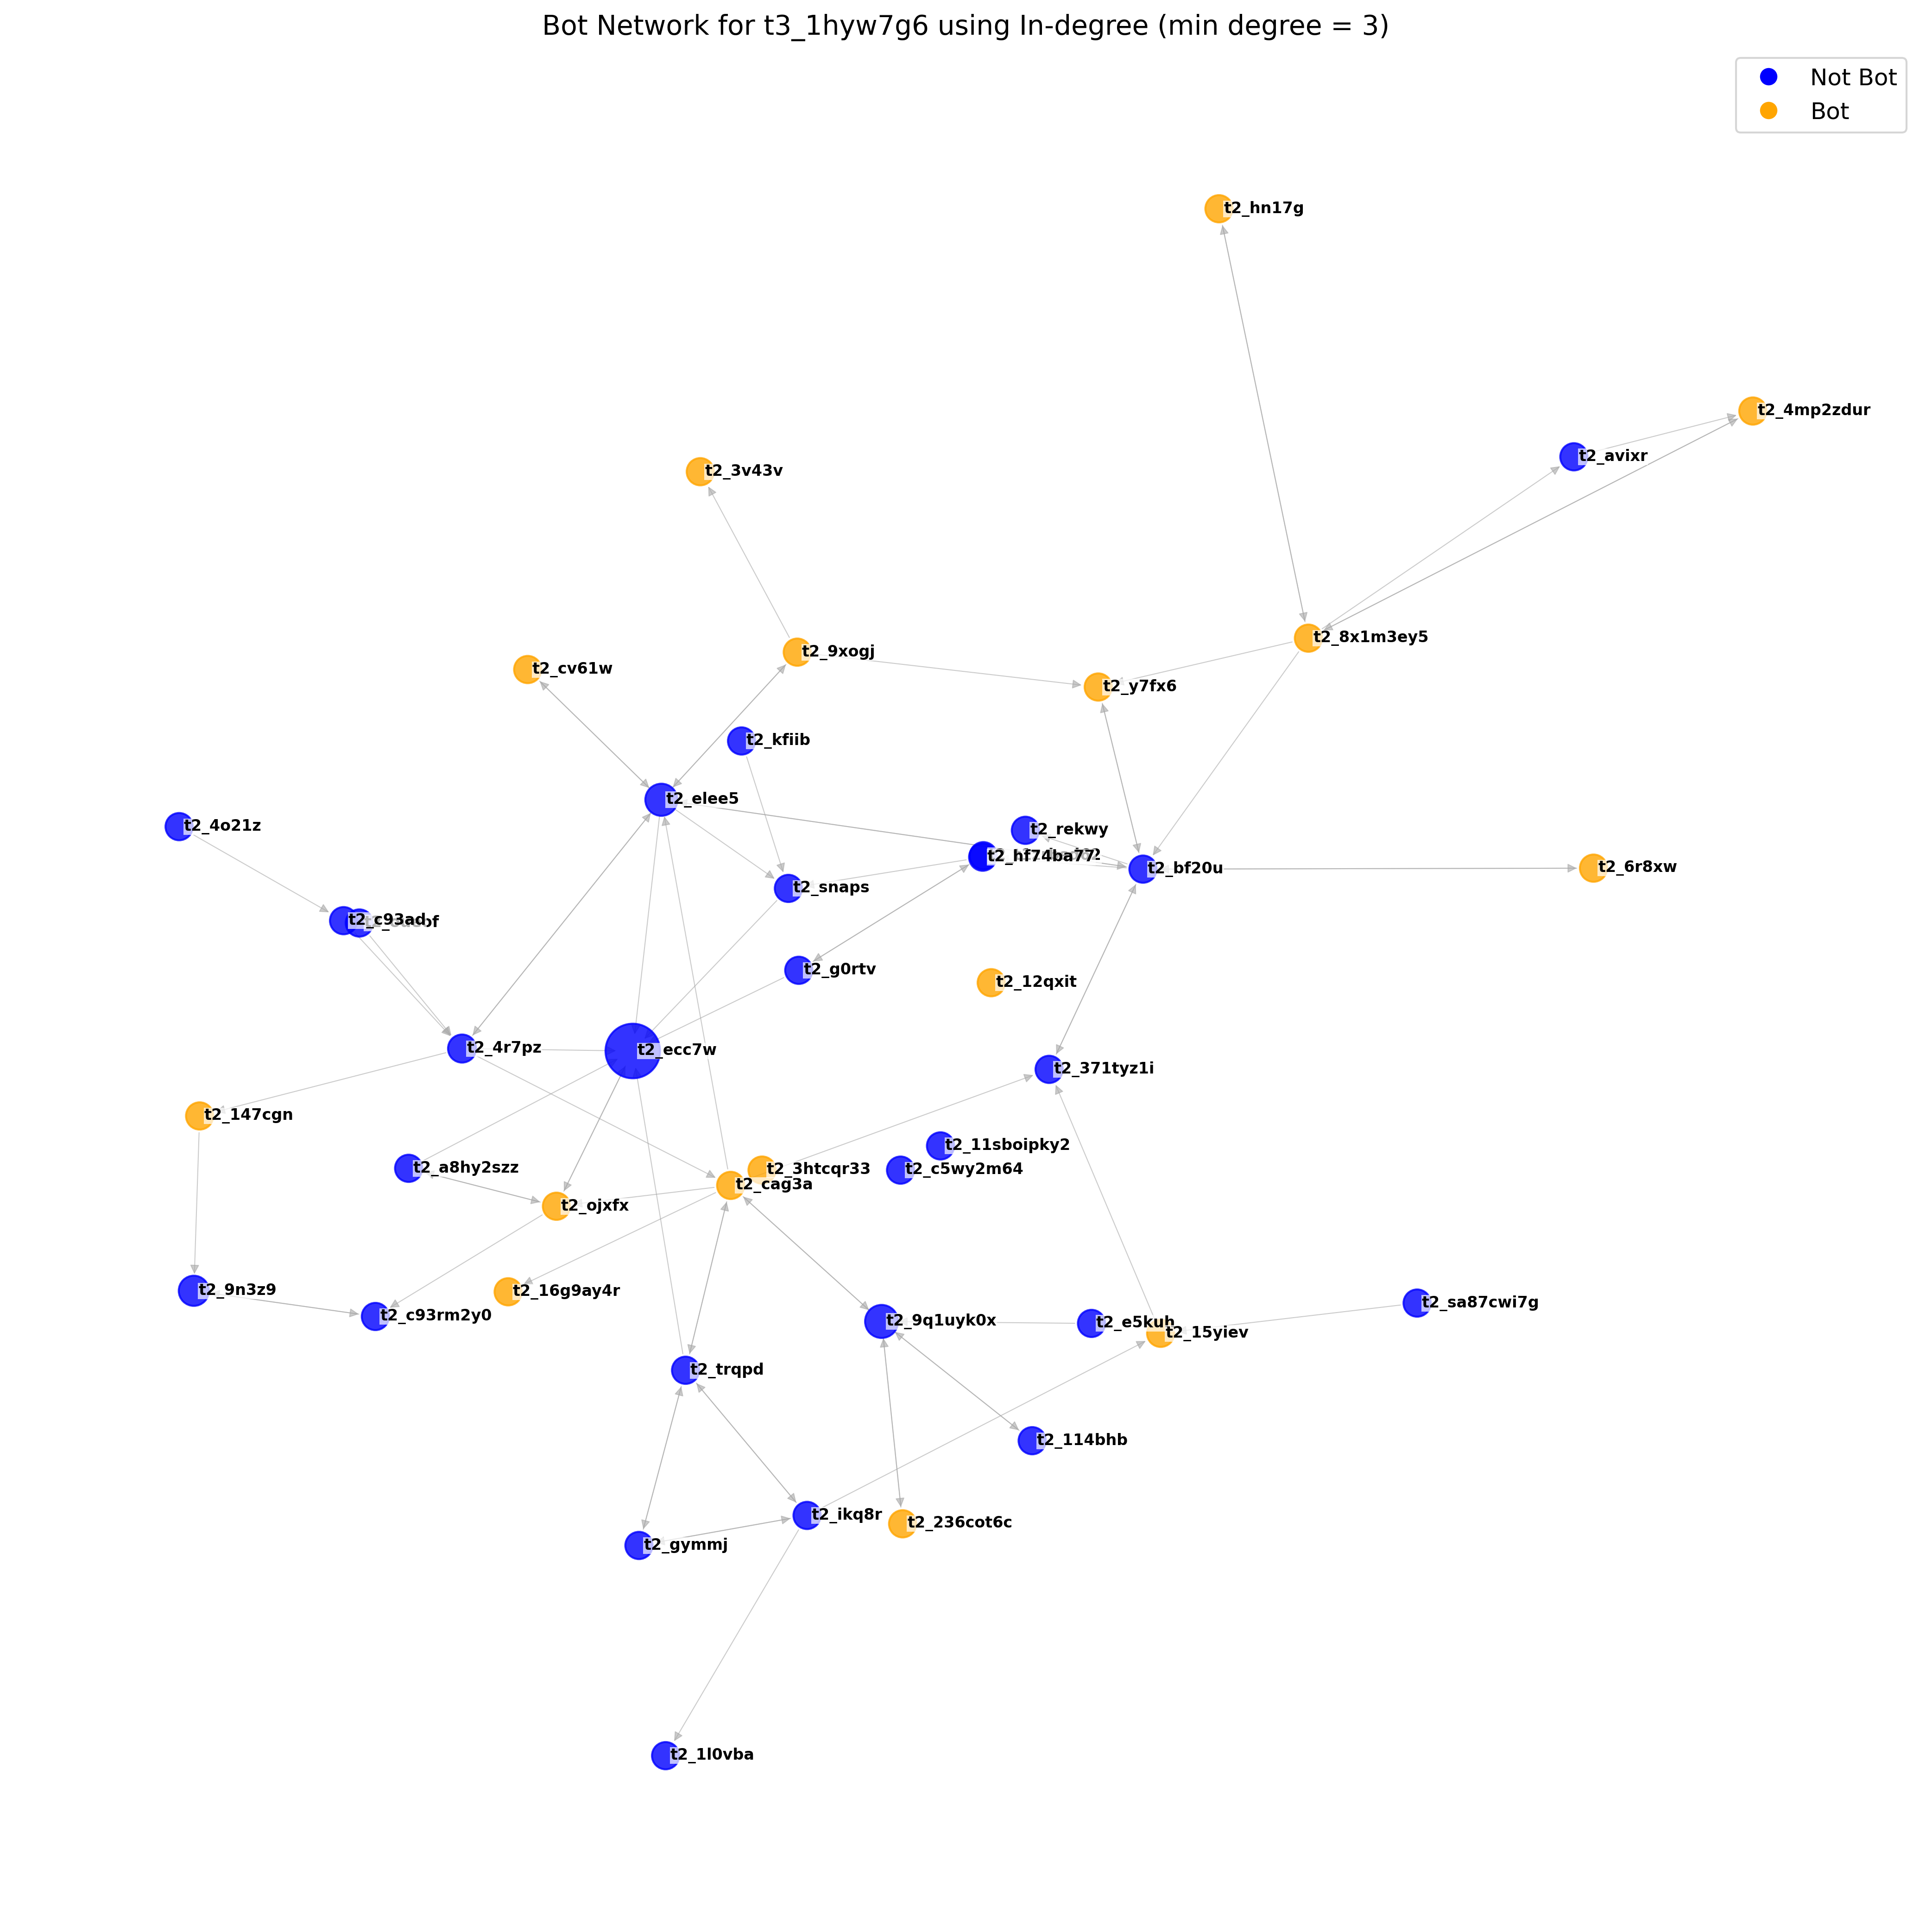 Bot Network for t3_1hyw7g6 using In-degree (min degree = 3)
Not Bot
Bot
t2_hn17g
t2_4mp2zdur
t2_avixr
t2_3v43v
t2_8x1m3ey5
t2_9xogj
t2_cv61w
t2_y7fx6
t2_kfiib
t2_elee5
t2_4o21z
t2_rekwy
t2_hf74ba77
t2_bf20u
t2_6r8xw
t2_snaps
t2_c93ad
t2_g0rtv
t2_12qxit
t2_4r7pz
t2_ecc7w
t2_371tyz1i
t2_147cgn
t2_11sboipky2
t2_a8hy2szz
t2_3htcqr33
t2_c5wy2m64
t2_cag3a
t2_ojxfx
t2_9n3z9
t2_16g9ay4r
t2_sa87cwi7g
t2_c93rm2y0
t2_9q1uyk0x
t2_e5kuh
t2_15yiev
t2_trqpd
t2_114bhb
t2_ikq8r
t2_236cot6c
t2_gymmj
t2_1l0vba